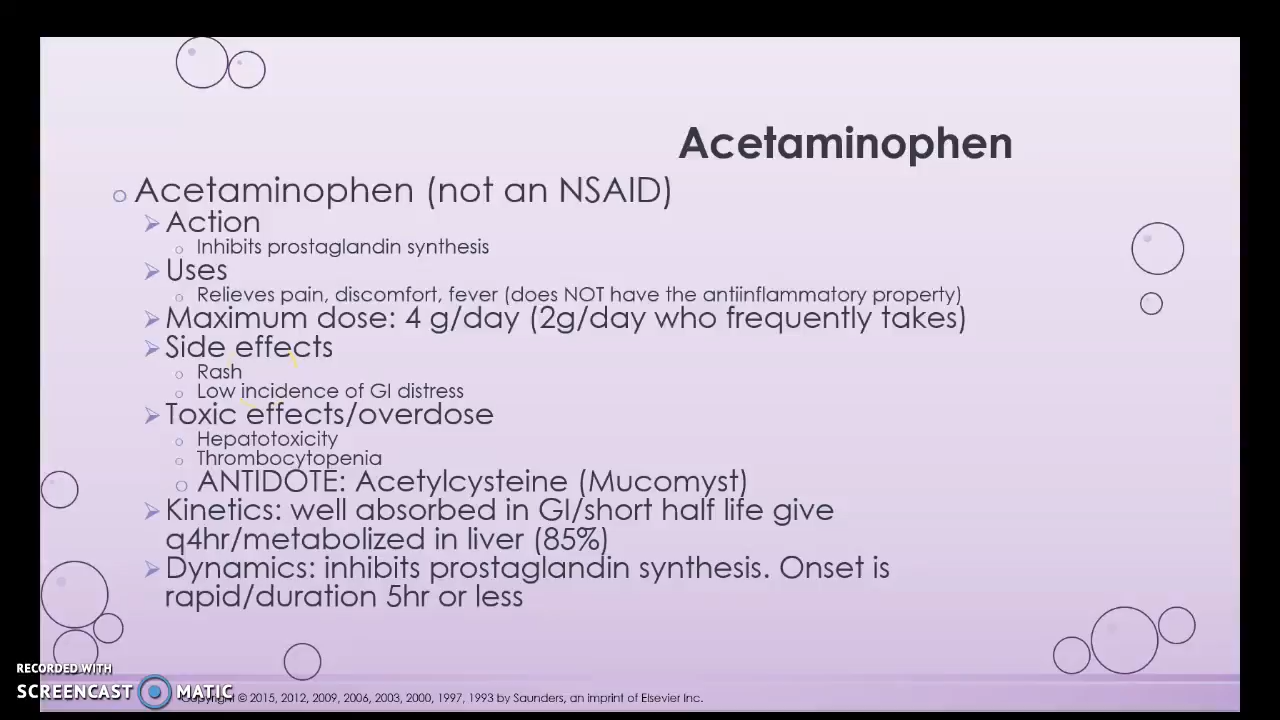 Acetaminophen
Acetaminophen (not an NSAID)
Action
Inhibits prostaglandin synthesis
Uses
Relieves pain, discomfort, fever (does NOT have the antiinflammatory property)
Maximum dose: 4 g/day (2g/day who frequently takes)
Side effects
Rash
Low incidence of GI distress
Toxic effects/overdose
Hepatotoxicity
Thrombocytopenia
ANTIDOTE: Acetylcysteine (Mucomyst)
Kinetics: well absorbed in GI/short half life give
q4hr/metabolized in liver (85%)
Dynamics: inhibits prostaglandin synthesis. Onset is
rapid/duration 5hr or less
RECORDED WITH
SCREENCAST MATIC
Copyright © 2015, 2012, 2009, 2006, 2003, 2000, 1997, 1993 by Saunders, an imprint of Elsevier Inc.